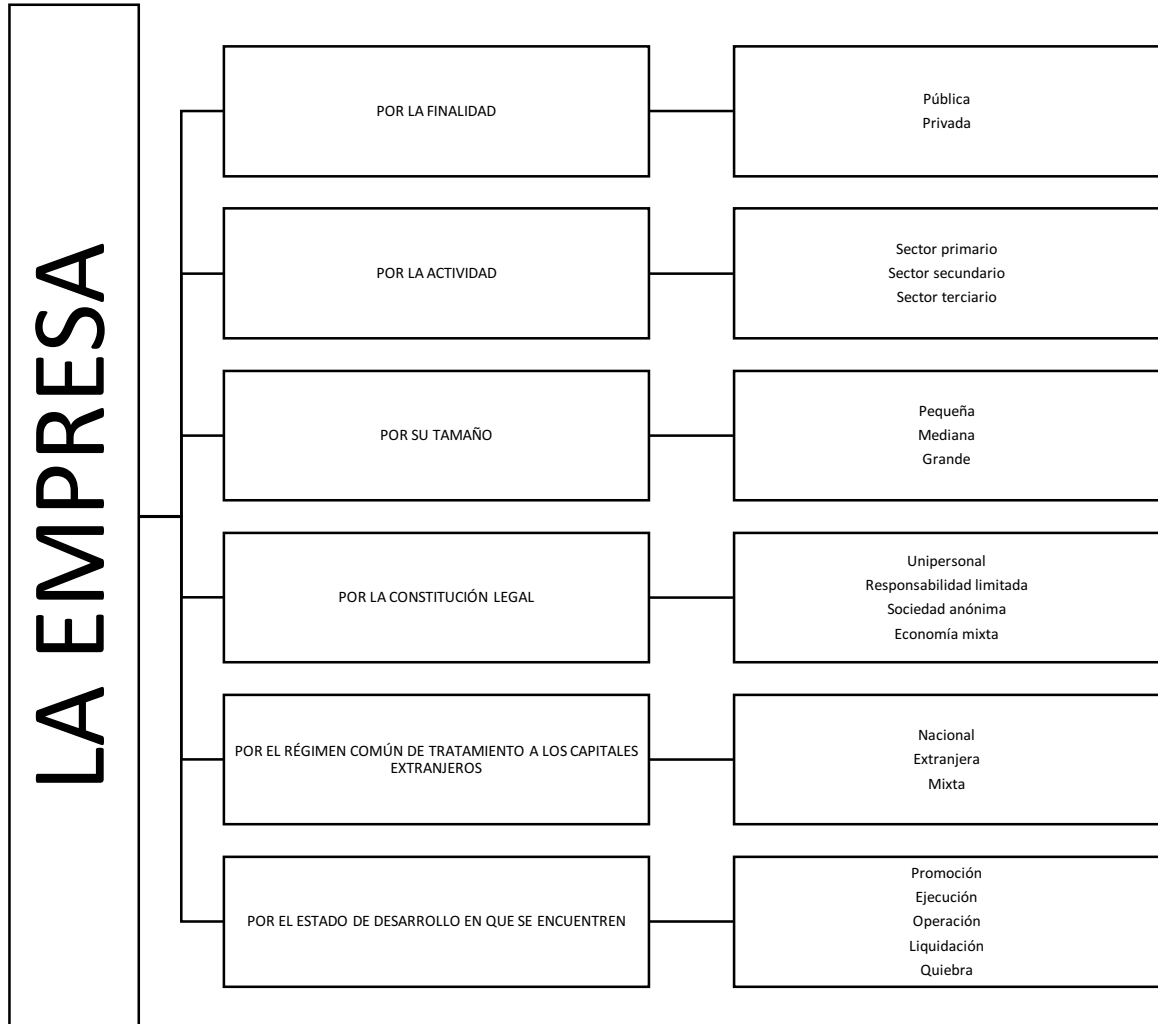 LA EMPRESA
POR LA FINALIDAD
Pública
Privada
POR LA ACTIVIDAD
Sector primario
Sector secundario
Sector terciario
POR SU TAMAÑO
Pequeña
Mediana
Grande
POR LA CONSTITUCIÓN LEGAL
Unipersonal
Responsabilidad limitada
Sociedad anónima
Economía mixta
POR EL RÉGIMEN COMÚN DE TRATAMIENTO A LOS CAPITALES
EXTRANJEROS
Nacional
Extranjera
Mixta
POR EL ESTADO DE DESARROLLO EN QUE SE ENCUENTREN
Promoción
Ejecución
Operación
Liquidación
Quiebra